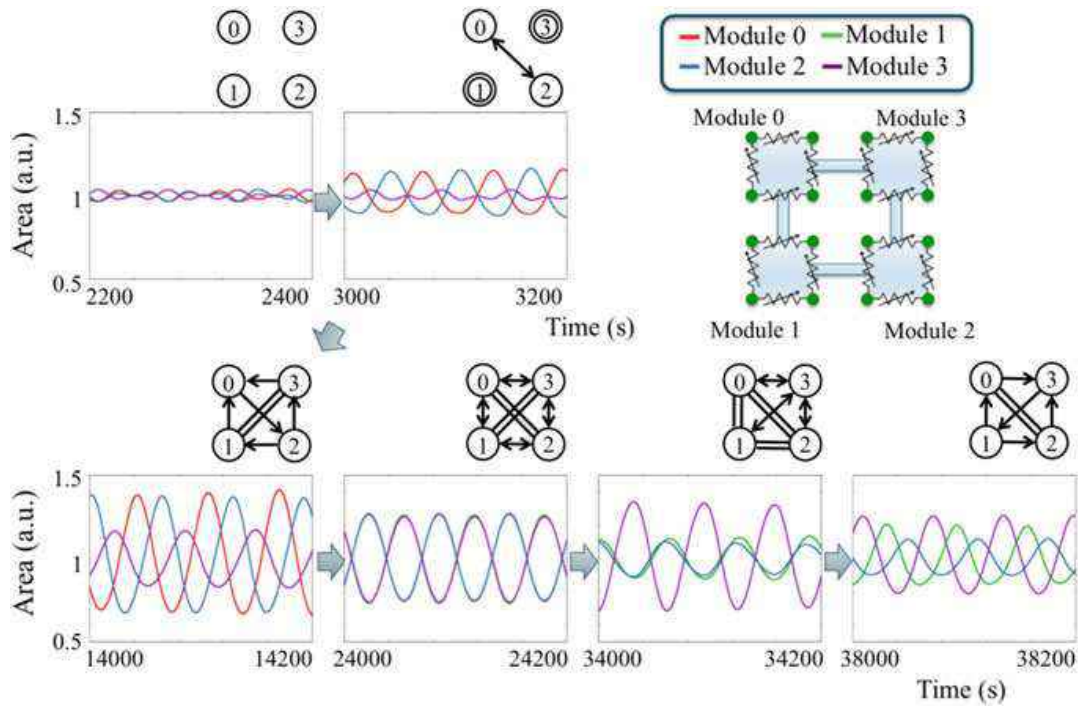 0 3 0 3
1 2 1 2
Module 0 Module 1
Module 2 Module 3
Module 0 Module 3
Module 1 Module 2
Area (a.u.)
1.5
1
0.5
2200 2400 3000 3200
Time (s)
0 3 0 3 0 3 0 3
1 2 1 2 1 2 1 2
Area (a.u.)
1.5
1
0.5
14000 14200 24000 24200 34000 34200 38000 38200
Time (s)